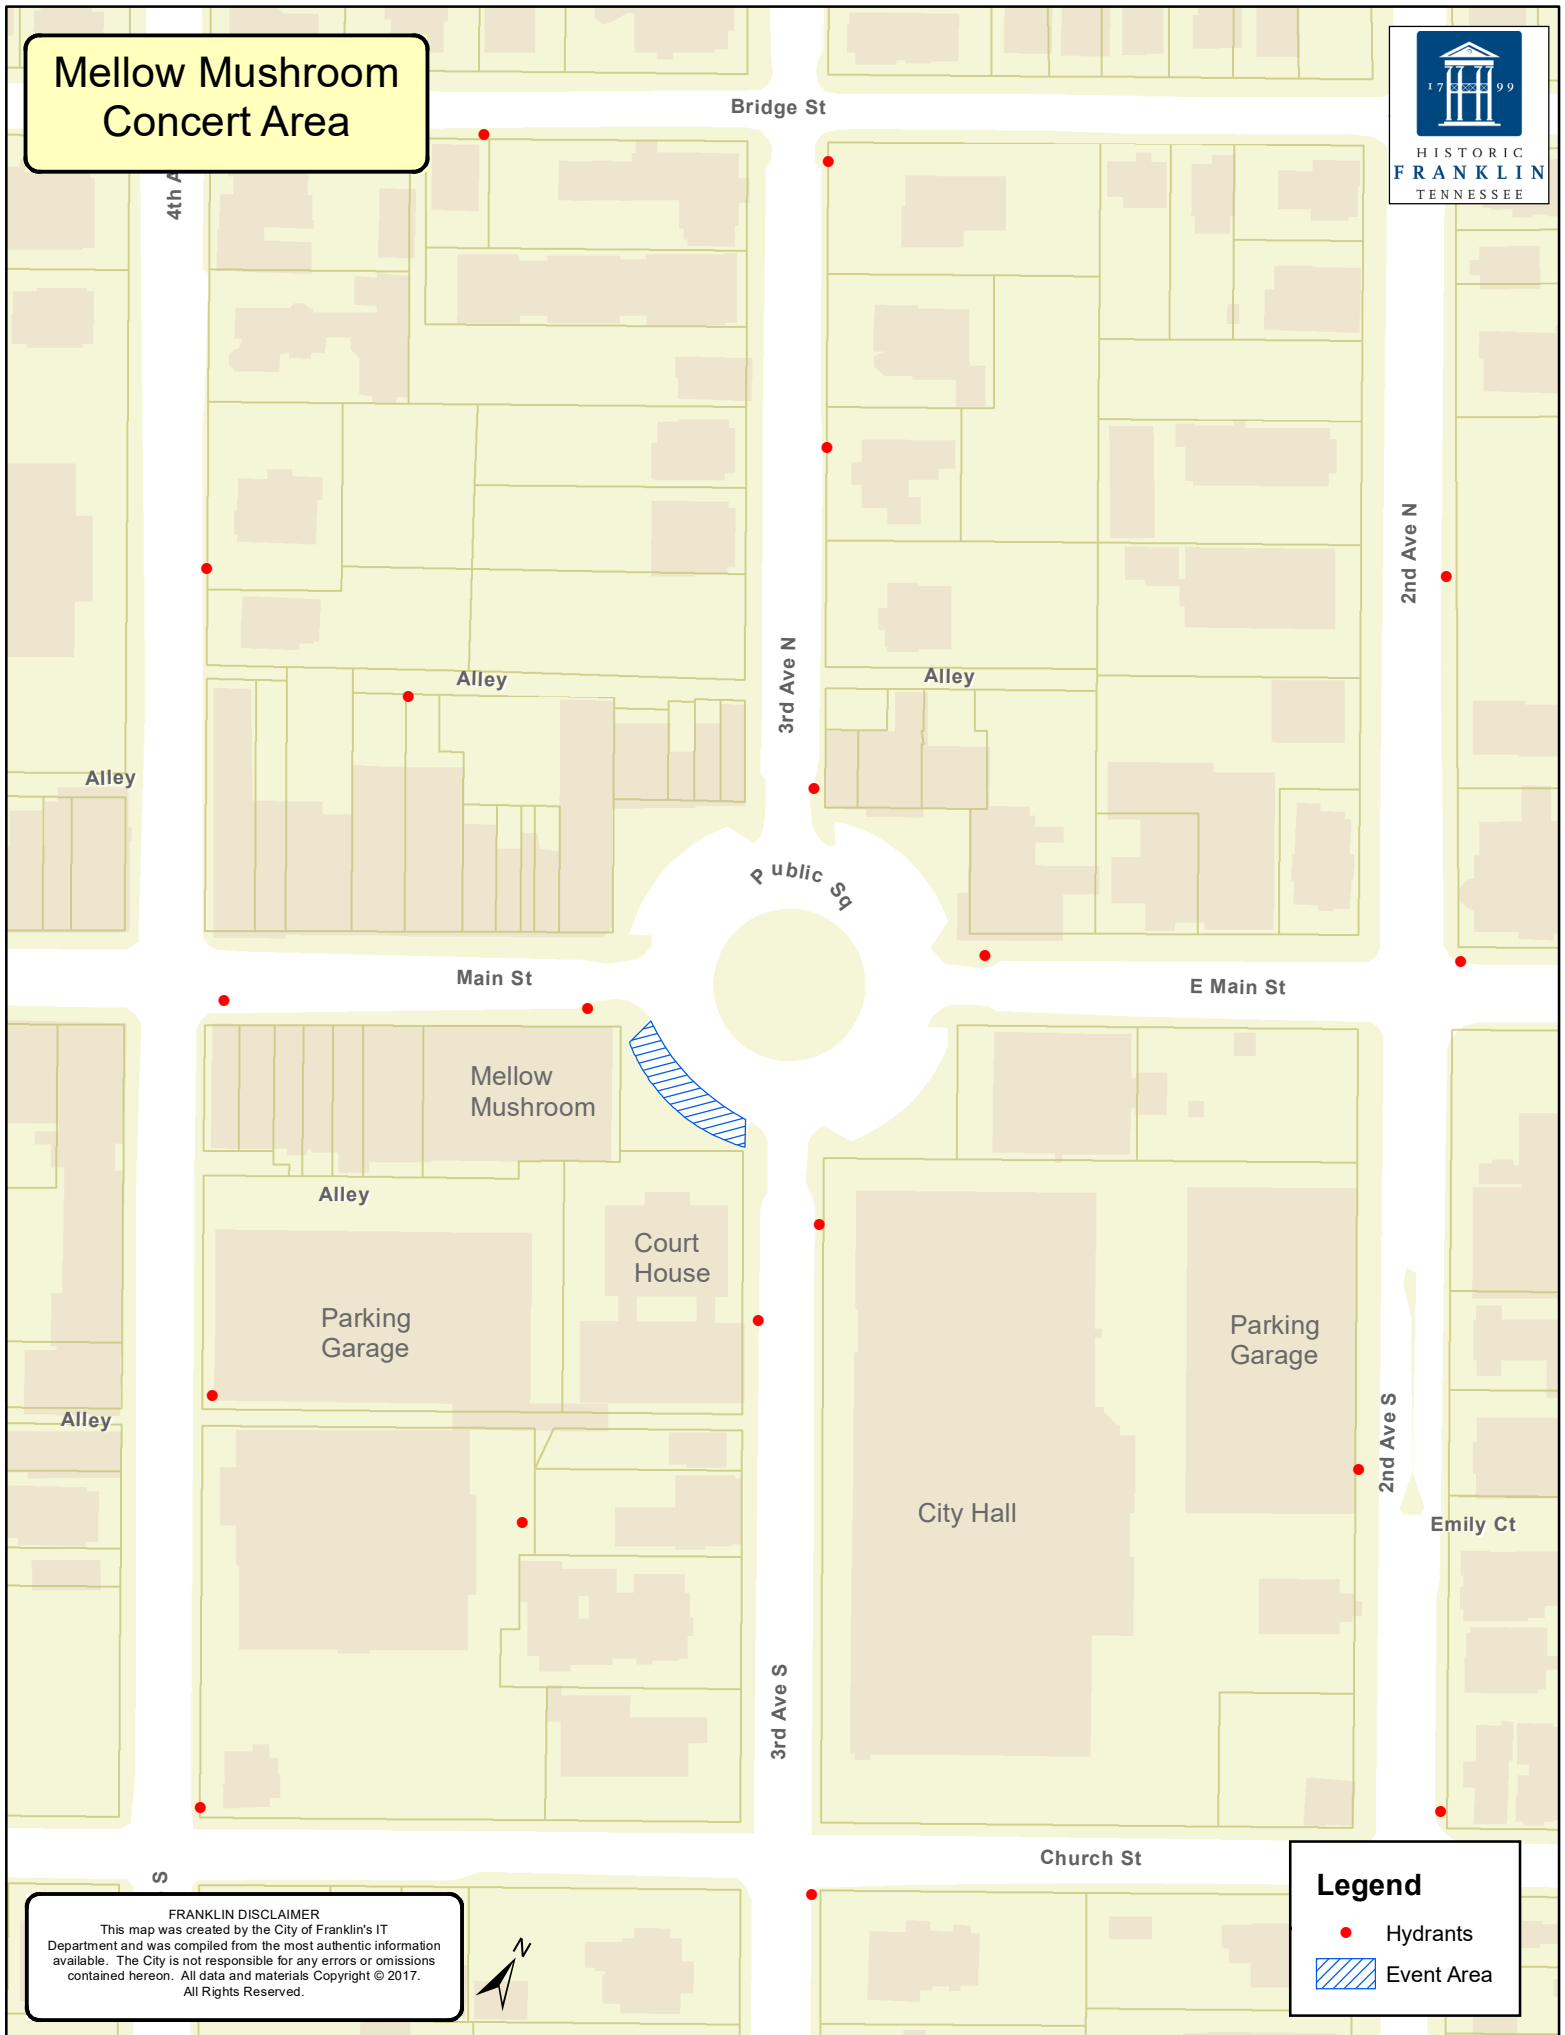 Mellow Mushroom
Concert Area
Bridge St
17 99
HISTORIC
FRANKLIN
TENNESSEE
4th A
2nd Ave N
3rd Ave N
Alley
Alley
Alley
Public Sq
Main St
E Main St
Mellow
Mushroom
Alley
Court
House
Parking
Garage
Parking
Garage
Alley
2nd Ave S
City Hall
Emily Ct
3rd Ave S
Church St
S
Legend
Hydrants
Event Area
FRANKLIN DISCLAIMER
This map was created by the City of Franklin's IT
Department and was compiled from the most authentic information
available. The City is not responsible for any errors or omissions
contained hereon. All data and materials Copyright © 2017.
All Rights Reserved.
N